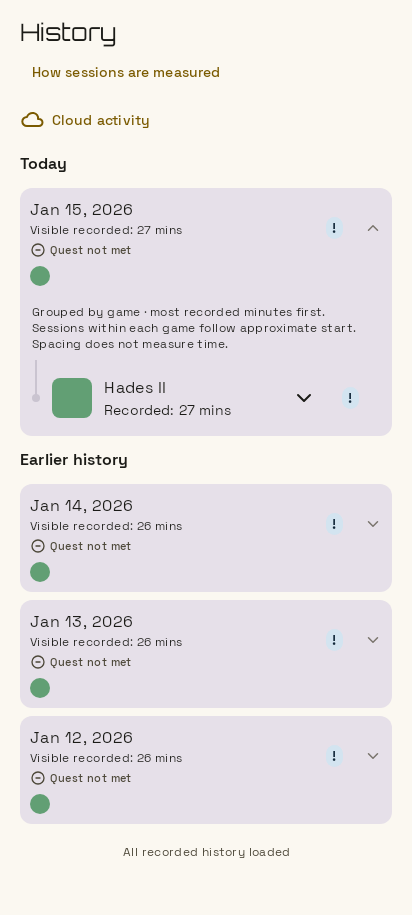 History
How sessions are measured
Cloud activity
Today
Jan 15, 2026
Visible recorded: 27 mins
!
Quest not met
Grouped by game · most recorded minutes first.
Sessions within each game follow approximate start.
Spacing does not measure time.
Hades II
Recorded: 27 mins
!
Earlier history
Jan 14, 2026
Visible recorded: 26 mins
!
Quest not met
Jan 13, 2026
Visible recorded: 26 mins
!
Quest not met
Jan 12, 2026
Visible recorded: 26 mins
!
Quest not met
All recorded history loaded